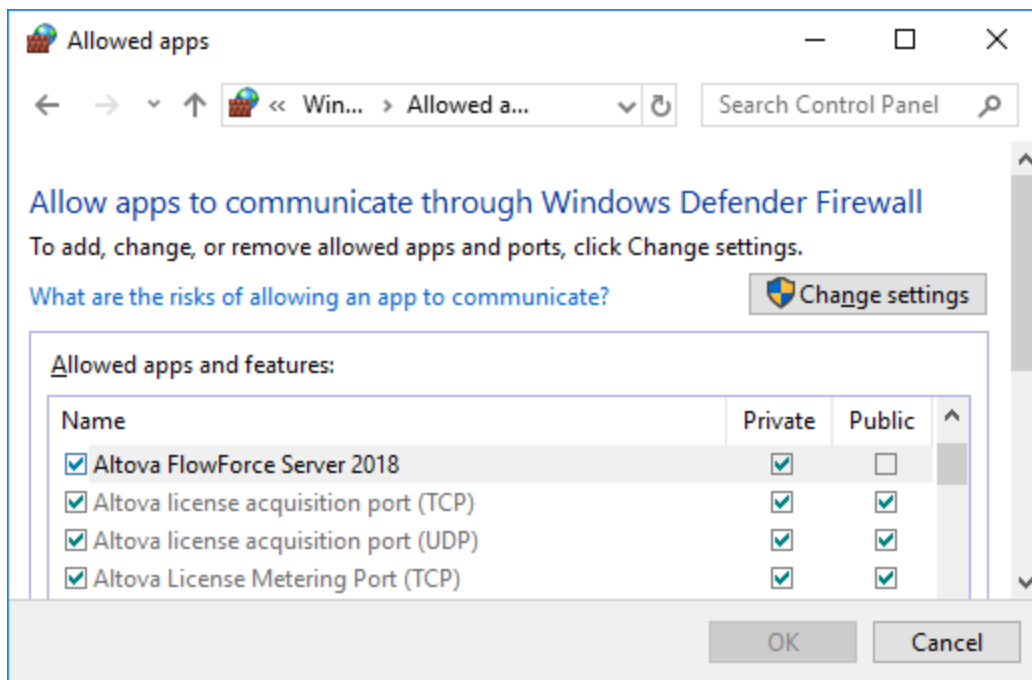 Allowed apps
« Win... > Allowed a...
Search Control Panel
Allow apps to communicate through Windows Defender Firewall
To add, change, or remove allowed apps and ports, click Change settings.
What are the risks of allowing an app to communicate?
Change settings
Allowed apps and features:
Name Private Public
Altova FlowForce Server 2018
Altova license acquisition port (TCP)
Altova license acquisition port (UDP)
Altova License Metering Port (TCP)
OK Cancel